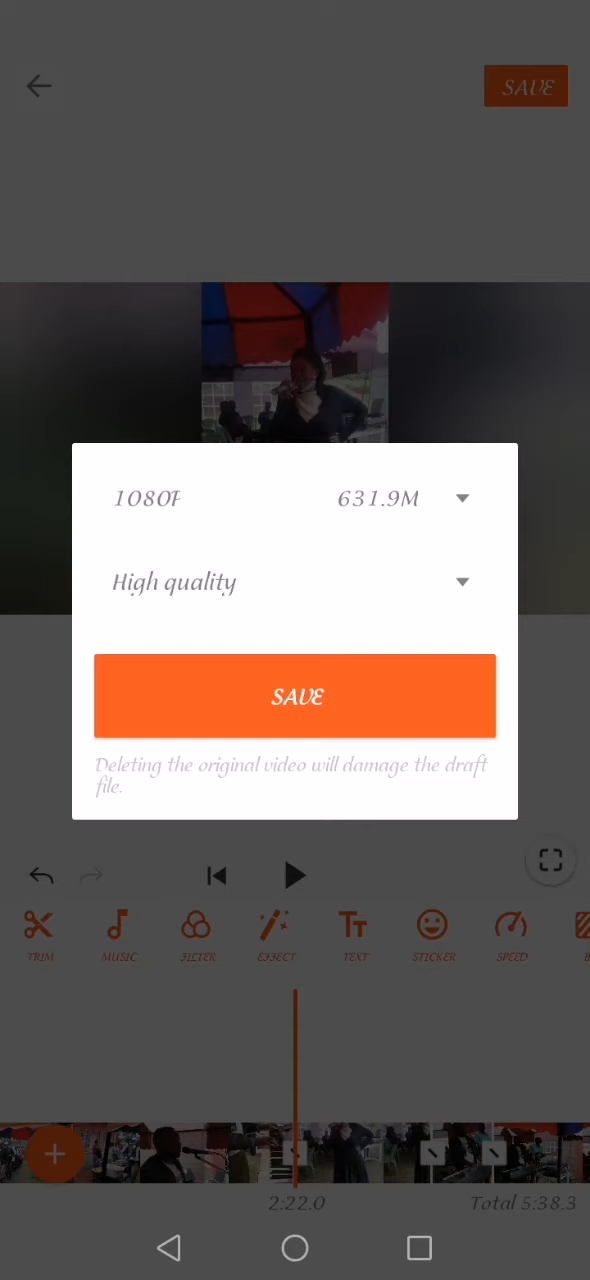 SAVE
1080P
631.9M
High quality
SAVE
Deleting the original video will damage the draft
file.
TRIM
MUSIC
FILTER
EFFECT
TEXT
STICKER
SPEED
B
2:22.0
Total 5:38.3